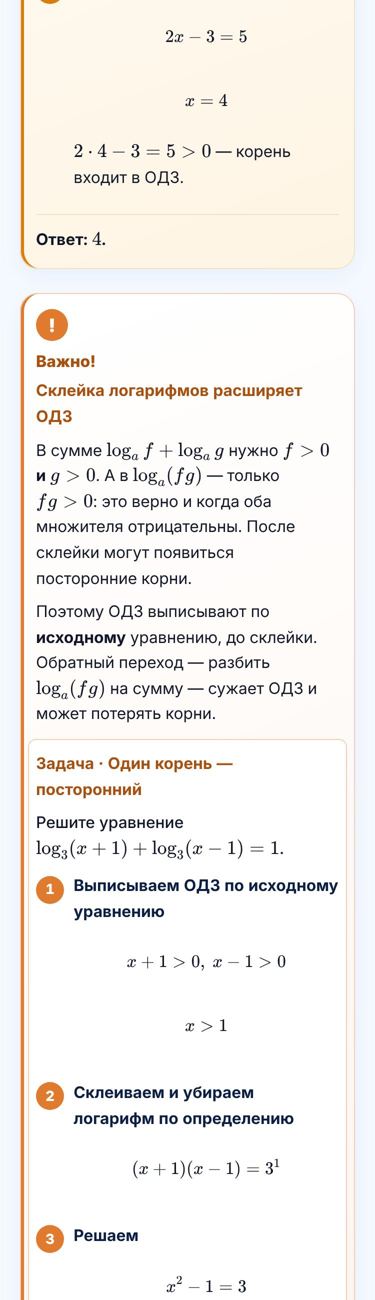 2x − 3 = 5
x = 4
2 · 4 − 3 = 5 > 0 — корень
входит в ОДЗ.
Ответ: 4.
!
Важно!
Склейка логарифмов расширяет
ОДЗ
В сумме logₐ f + logₐ g нужно f > 0
и g > 0. А в logₐ(fg) — только
fg > 0: это верно и когда оба
множителя отрицательны. После
склейки могут появиться
посторонние корни.
Поэтому ОДЗ выписывают по
исходному уравнению, до склейки.
Обратный переход — разбить
logₐ(fg) на сумму — сужает ОДЗ и
может потерять корни.
Задача · Один корень —
посторонний
Решите уравнение
log₃(x + 1) + log₃(x − 1) = 1.
1 Выписываем ОДЗ по исходному
уравнению
x + 1 > 0, x − 1 > 0
x > 1
2 Склеиваем и убираем
логарифм по определению
(x + 1)(x − 1) = 3¹
3 Решаем
x² − 1 = 3